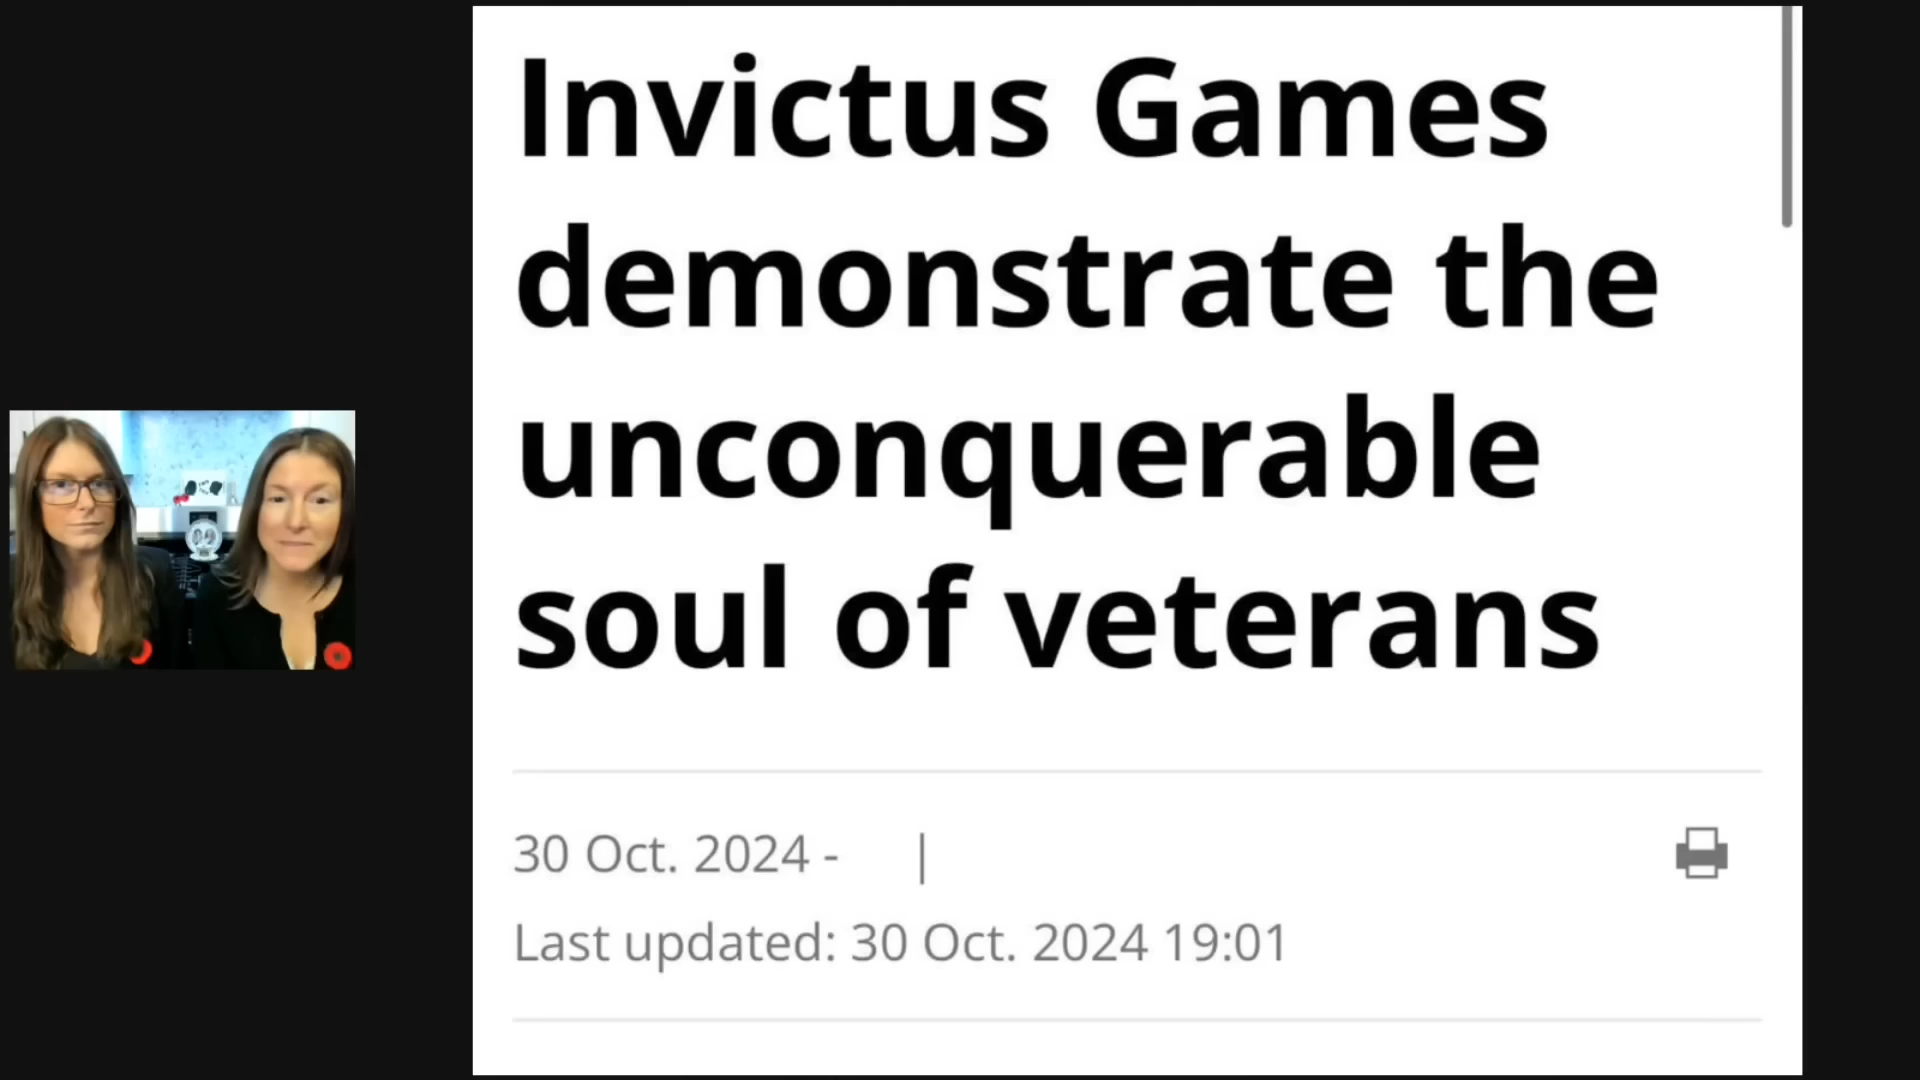 Invictus Games
demonstrate the
unconquerable
soul of veterans
30 Oct. 2024 - |
Last updated: 30 Oct. 2024 19:01